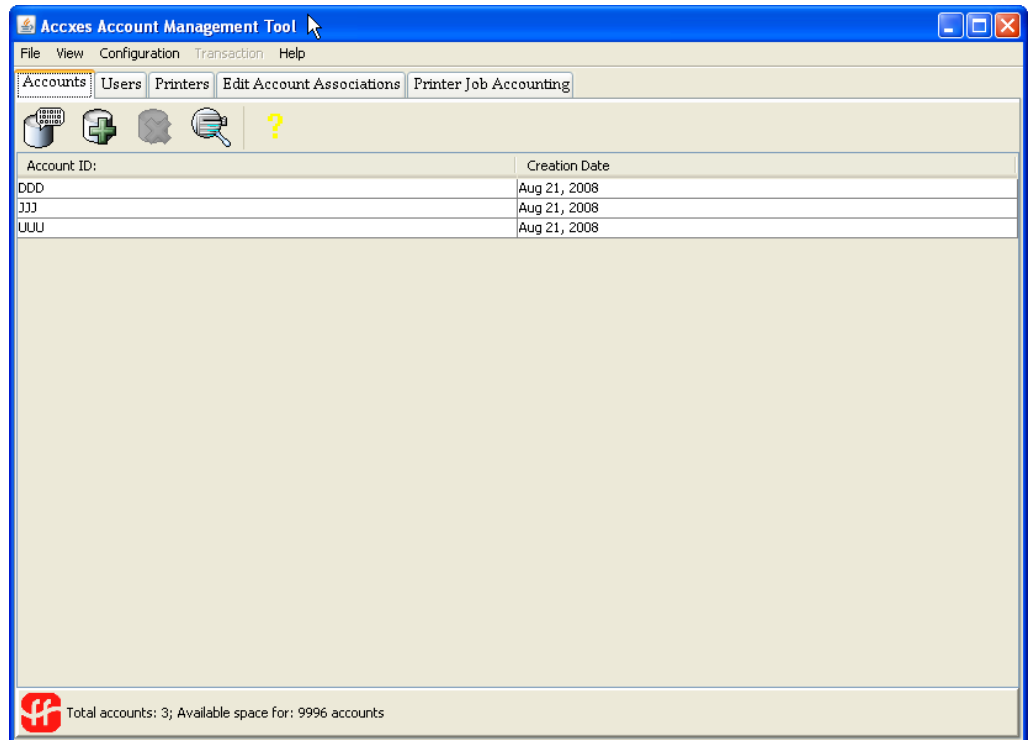 Accxes Account Management Tool
File View Configuration Transaction Help
Accounts Users Printers Edit Account Associations Printer Job Accounting
?
Account ID: Creation Date
DDD Aug 21, 2008
JJJ Aug 21, 2008
UUU Aug 21, 2008
Total accounts: 3; Available space for: 9996 accounts